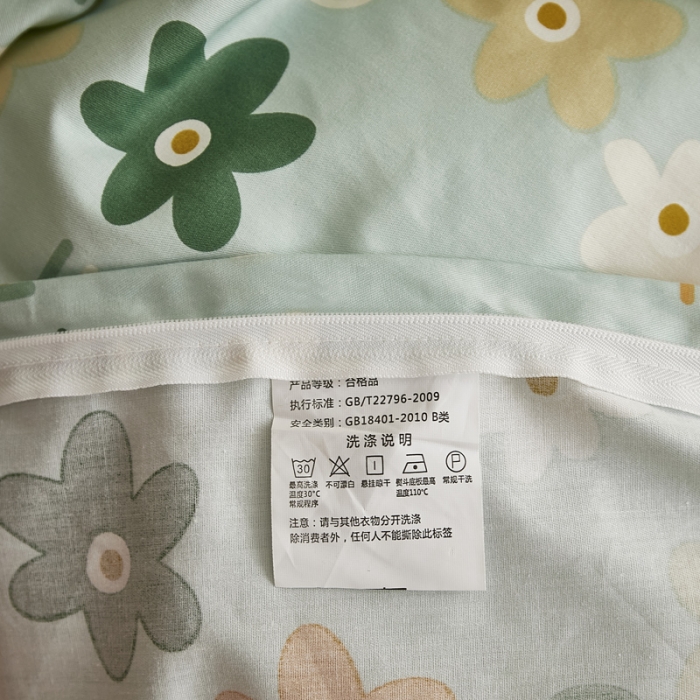 产品等级：合格品
执行标准：GB/T22796-2009
安全类别：GB18401-2010 B类
洗涤说明
30
P
最高洗涤 不可漂白 悬挂晾干 熨斗底板最高 常规干洗
温度30°C 温度110℃
常规程序
注意：请与其他衣物分开洗涤
除消费者外，任何人不能撕除此标签